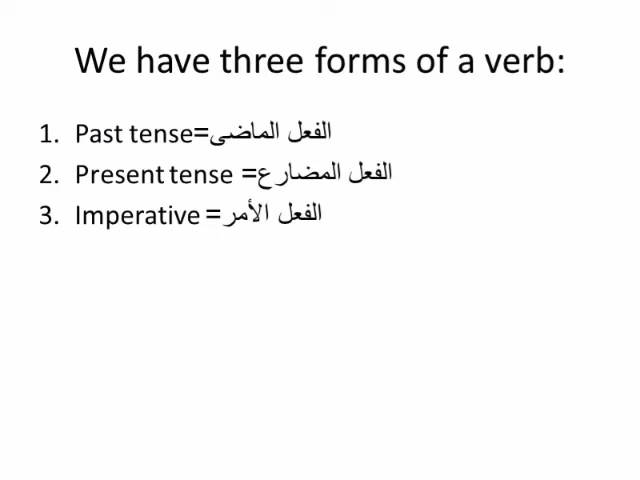 We have three forms of a verb:
1. Past tense=الفعل الماضى
2. Present tense =الفعل المضارع
3. Imperative =الفعل الأمر